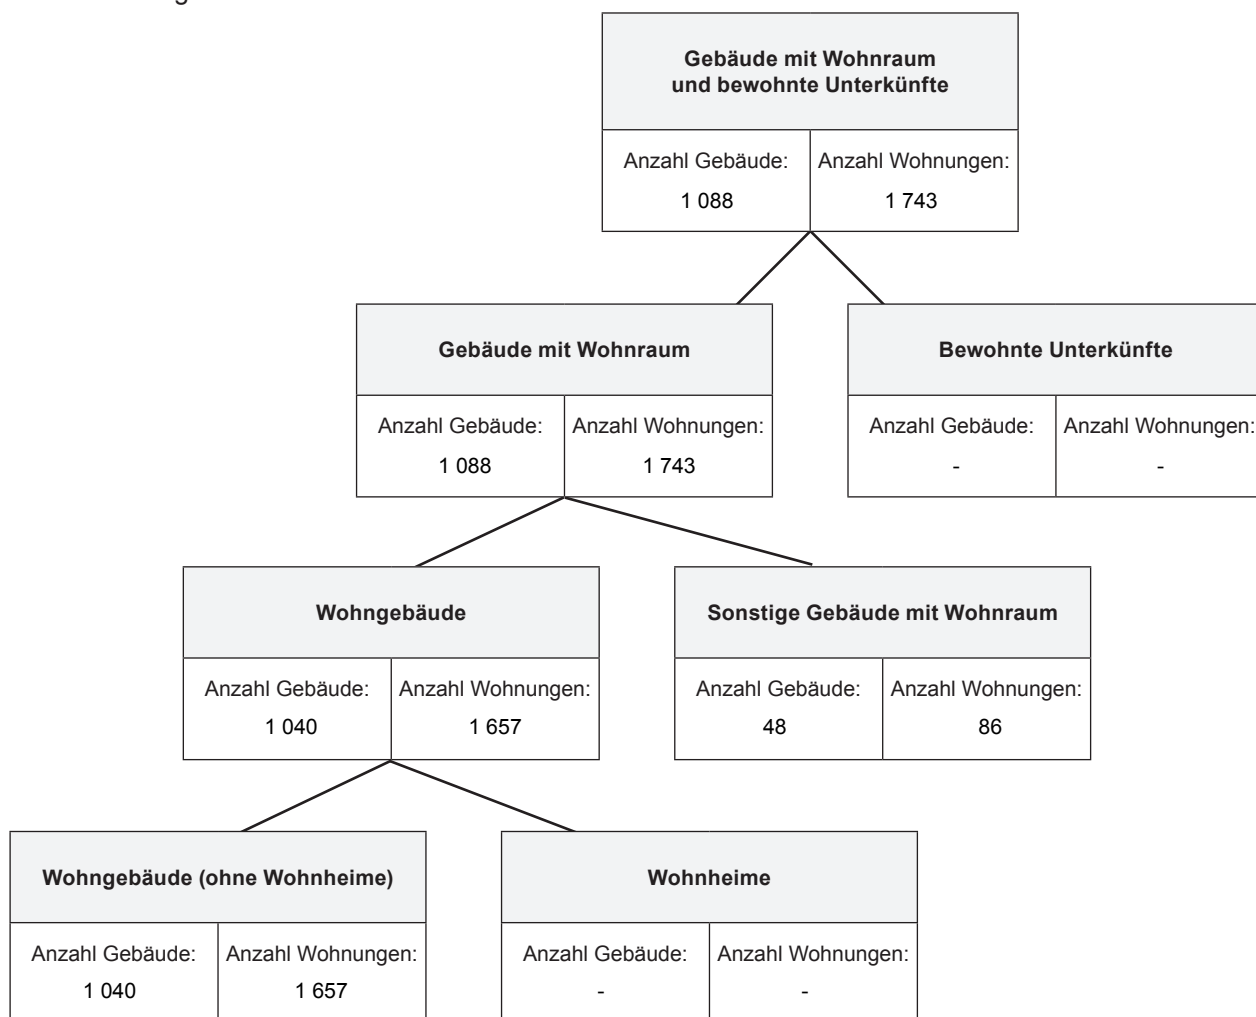 Gebäude mit Wohnraum
und bewohnte Unterkünfte
Anzahl Gebäude: Anzahl Wohnungen:
1 088 1 743
Gebäude mit Wohnraum Bewohnte Unterkünfte
Anzahl Gebäude: Anzahl Wohnungen: Anzahl Gebäude: Anzahl Wohnungen:
1 088 1 743 - -
Wohngebäude Sonstige Gebäude mit Wohnraum
Anzahl Gebäude: Anzahl Wohnungen: Anzahl Gebäude: Anzahl Wohnungen:
1 040 1 657 48 86
Wohngebäude (ohne Wohnheime) Wohnheime
Anzahl Gebäude: Anzahl Wohnungen: Anzahl Gebäude: Anzahl Wohnungen:
1 040 1 657 - -